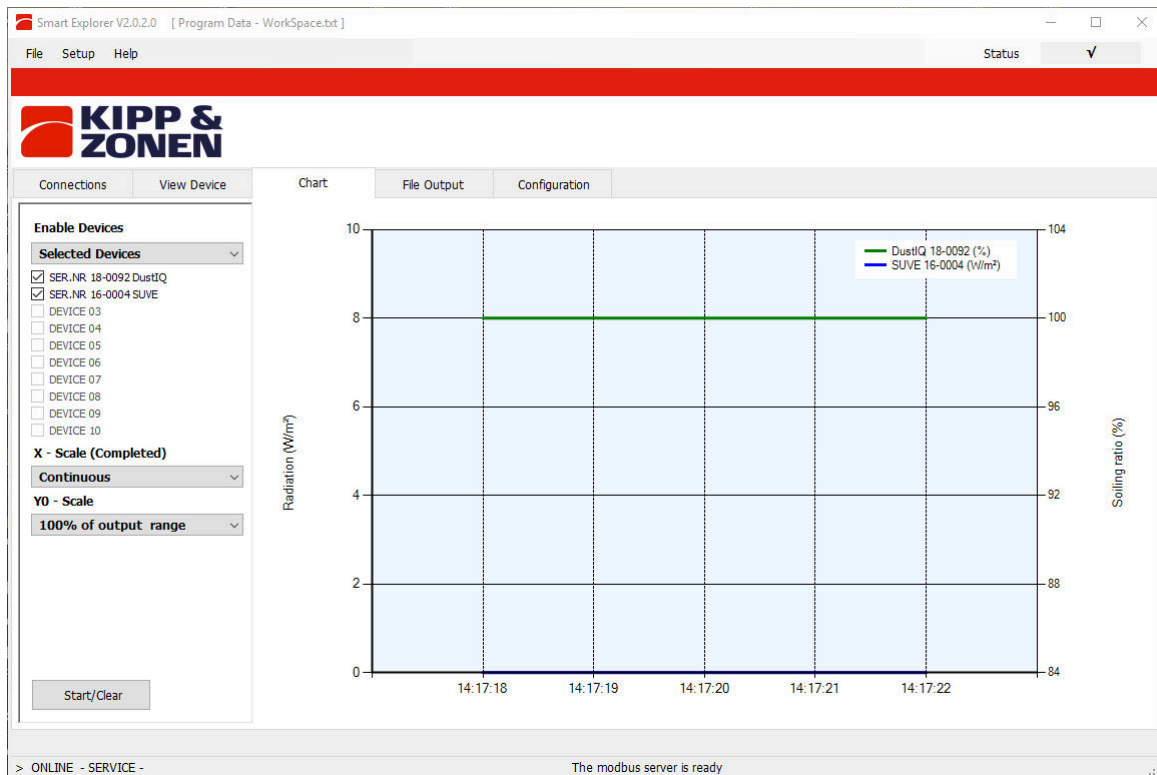 Smart Explorer V2.0.2.0 [ Program Data - WorkSpace.txt ]
File Setup Help
Status √
KIPP &
ZONEN
Connections View Device Chart File Output Configuration
Enable Devices
Selected Devices
SER.NR 18-0092 DustIQ
SER.NR 16-0004 SUVE
DEVICE 03
DEVICE 04
DEVICE 05
DEVICE 06
DEVICE 07
DEVICE 08
DEVICE 09
DEVICE 10
X - Scale (Completed)
Continuous
Y0 - Scale
100% of output range
Start/Clear
Radiation (W/m²)
10
8
6
4
2
0
DustIQ 18-0092 (%)
SUVE 16-0004 (W/m²)
104
100
96
92
88
84
Soiling ratio (%)
14:17:18 14:17:19 14:17:20 14:17:21 14:17:22
> ONLINE - SERVICE -
The modbus server is ready